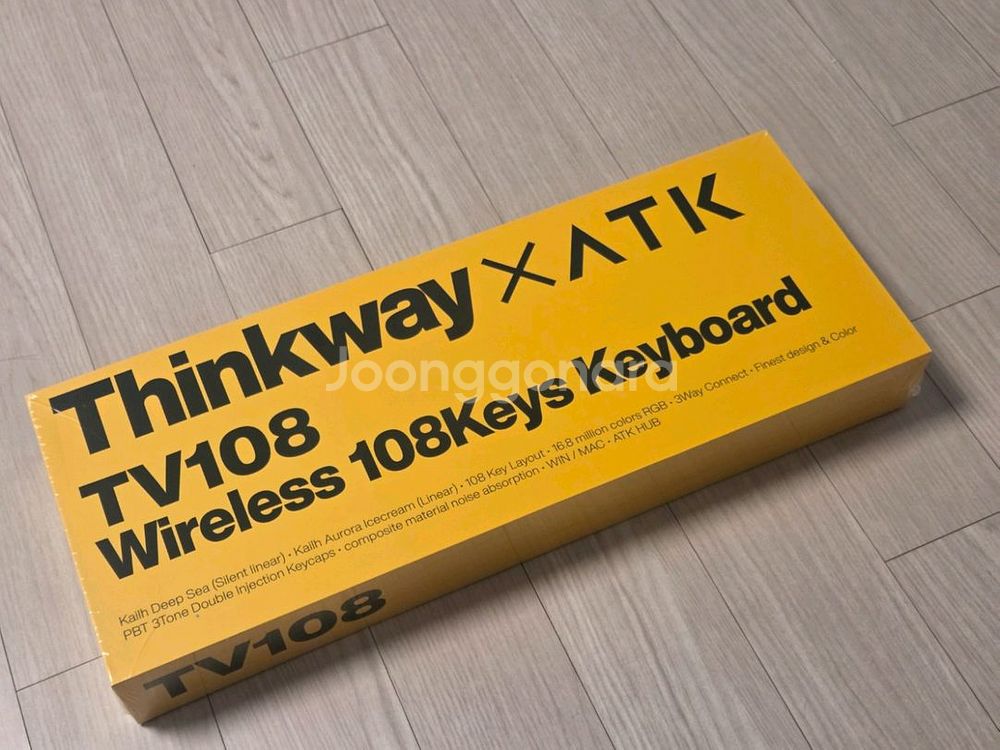 Thinkway × ATK
TV108
Wireless 108Keys Keyboard
Kailh Deep Sea (Silent linear) • Kailh Aurora Icecream (Linear) • 108 Key Layout • 16.8 million colors RGB • 3Way Connect • Finest design & Color
PBT 3Tone Double Injection Keycaps • composite material noise absorption • WIN / MAC • ATK HUB
TV108
Joonggonara